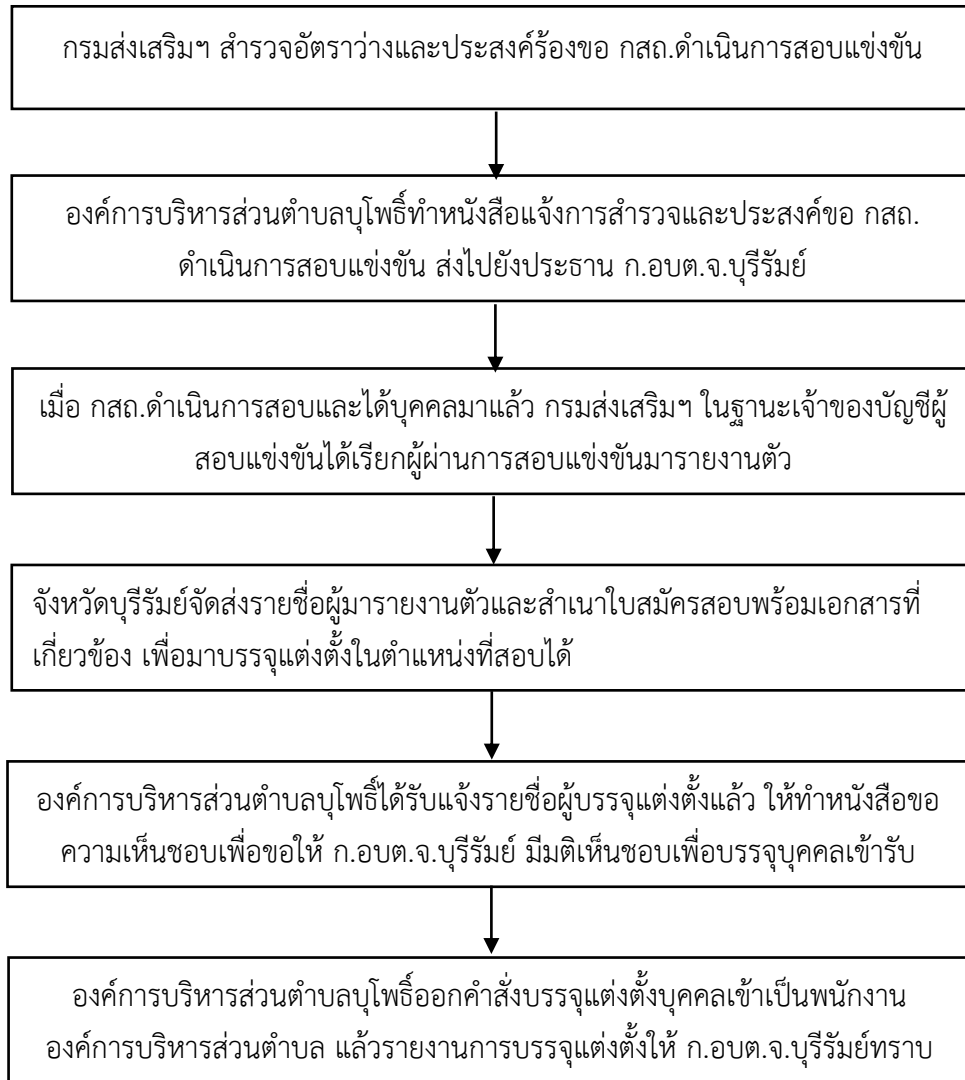 กรมส่งเสริมฯ สำรวจอัตราว่างและประสงค์ร้องขอ กสถ.ดำเนินการสอบแข่งขัน
องค์การบริหารส่วนตำบลบุโพธิ์ทำหนังสือแจ้งการสำรวจและประสงค์ขอ กสถ.
ดำเนินการสอบแข่งขัน ส่งไปยังประธาน ก.อบต.จ.บุรีรัมย์
เมื่อ กสถ.ดำเนินการสอบและได้บุคคลมาแล้ว กรมส่งเสริมฯ ในฐานะเจ้าของบัญชีผู้
สอบแข่งขันได้เรียกผู้ผ่านการสอบแข่งขันมารายงานตัว
จังหวัดบุรีรัมย์จัดส่งรายชื่อผู้มารายงานตัวและสำเนาใบสมัครสอบพร้อมเอกสารที่
เกี่ยวข้อง เพื่อมาบรรจุแต่งตั้งในตำแหน่งที่สอบได้
องค์การบริหารส่วนตำบลบุโพธิ์ได้รับแจ้งรายชื่อผู้บรรจุแต่งตั้งแล้ว ให้ทำหนังสือขอ
ความเห็นชอบเพื่อขอให้ ก.อบต.จ.บุรีรัมย์ มีมติเห็นชอบเพื่อบรรจุบุคคลเข้ารับ
องค์การบริหารส่วนตำบลบุโพธิ์ออกคำสั่งบรรจุแต่งตั้งบุคคลเข้าเป็นพนักงาน
องค์การบริหารส่วนตำบล แล้วรายงานการบรรจุแต่งตั้งให้ ก.อบต.จ.บุรีรัมย์ทราบ